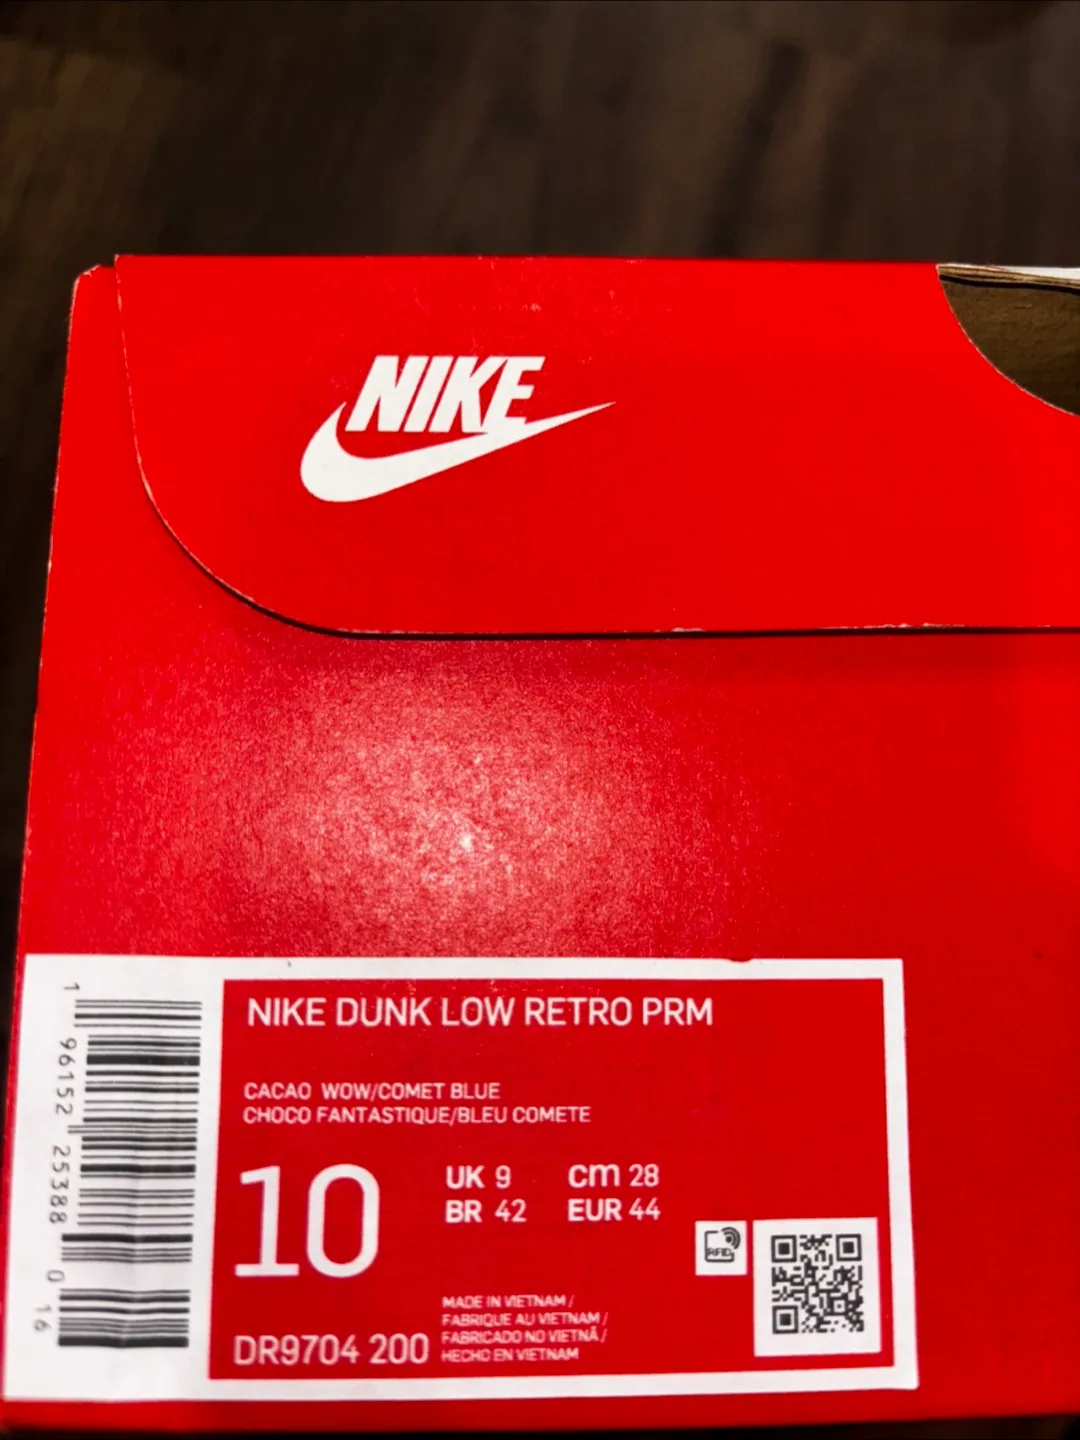 NIKE
NIKE DUNK LOW RETRO PRM
CACAO WOW/COMET BLUE
CHOCO FANTASTIQUE/BLEU COMETE
10
UK 9 cm 28
BR 42 EUR 44
RFID
MADE IN VIETNAM /
FABRIQUE AU VIETNAM /
FABRICADO NO VIETNÃ /
HECHO EN VIETNAM
DR9704 200
1 96152 25388 0 16